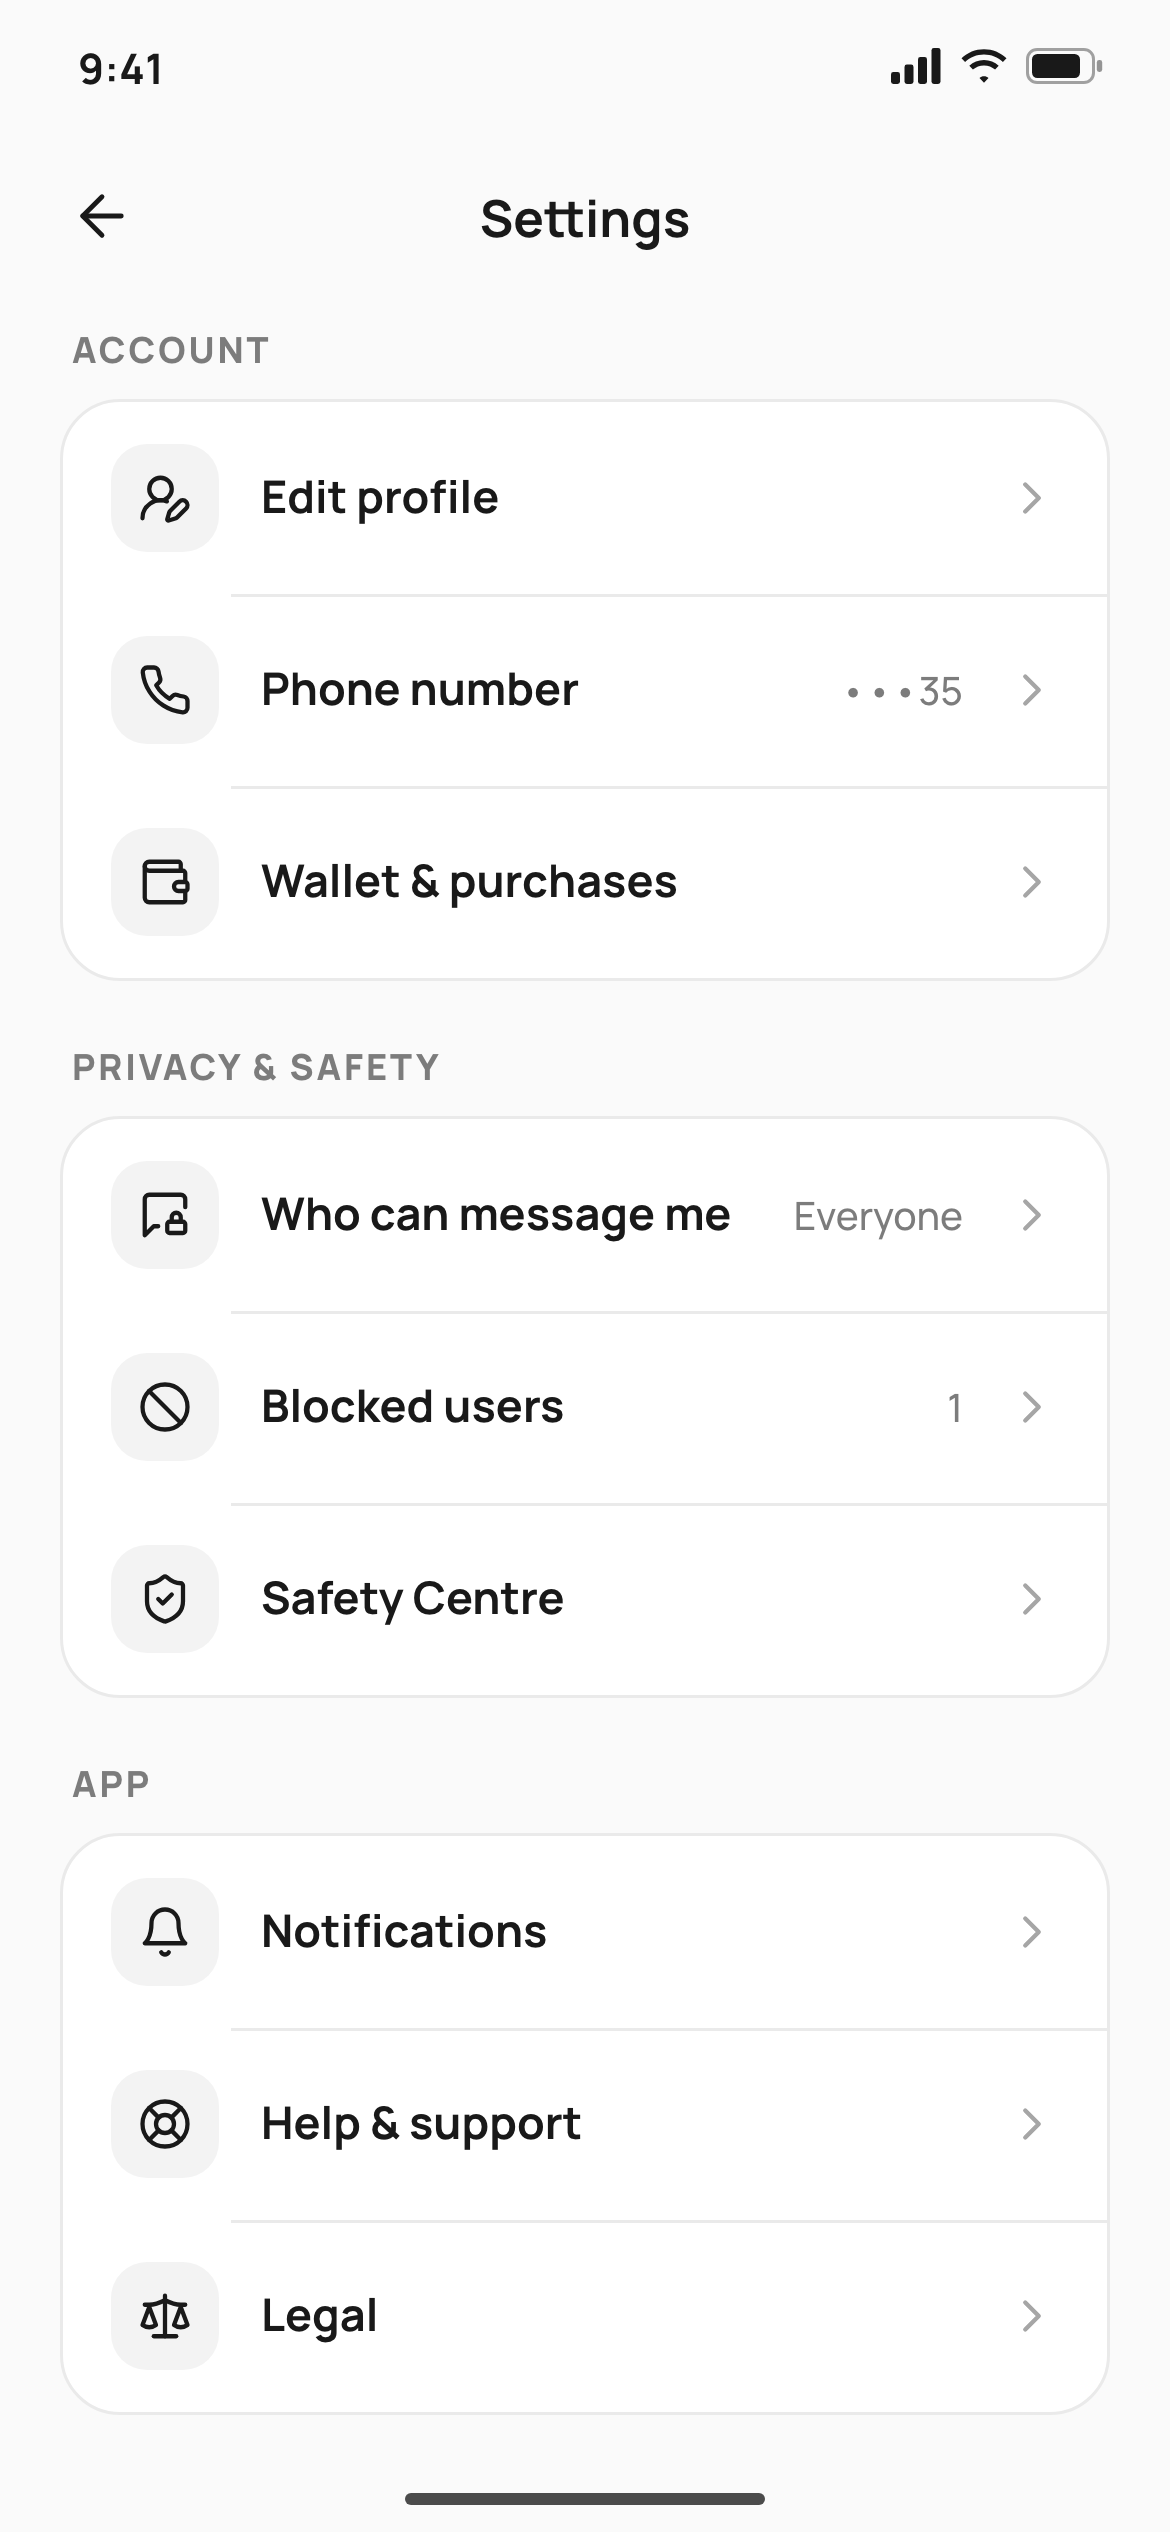 9:41
Settings
ACCOUNT
Edit profile
Phone number •••35
Wallet & purchases
PRIVACY & SAFETY
Who can message me Everyone
Blocked users 1
Safety Centre
APP
Notifications
Help & support
Legal